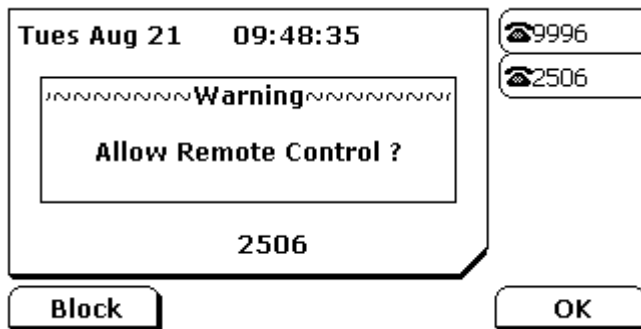 Tues Aug 21 09:48:35
☎9996
☎2506
Warning
Allow Remote Control ?
2506
Block
OK